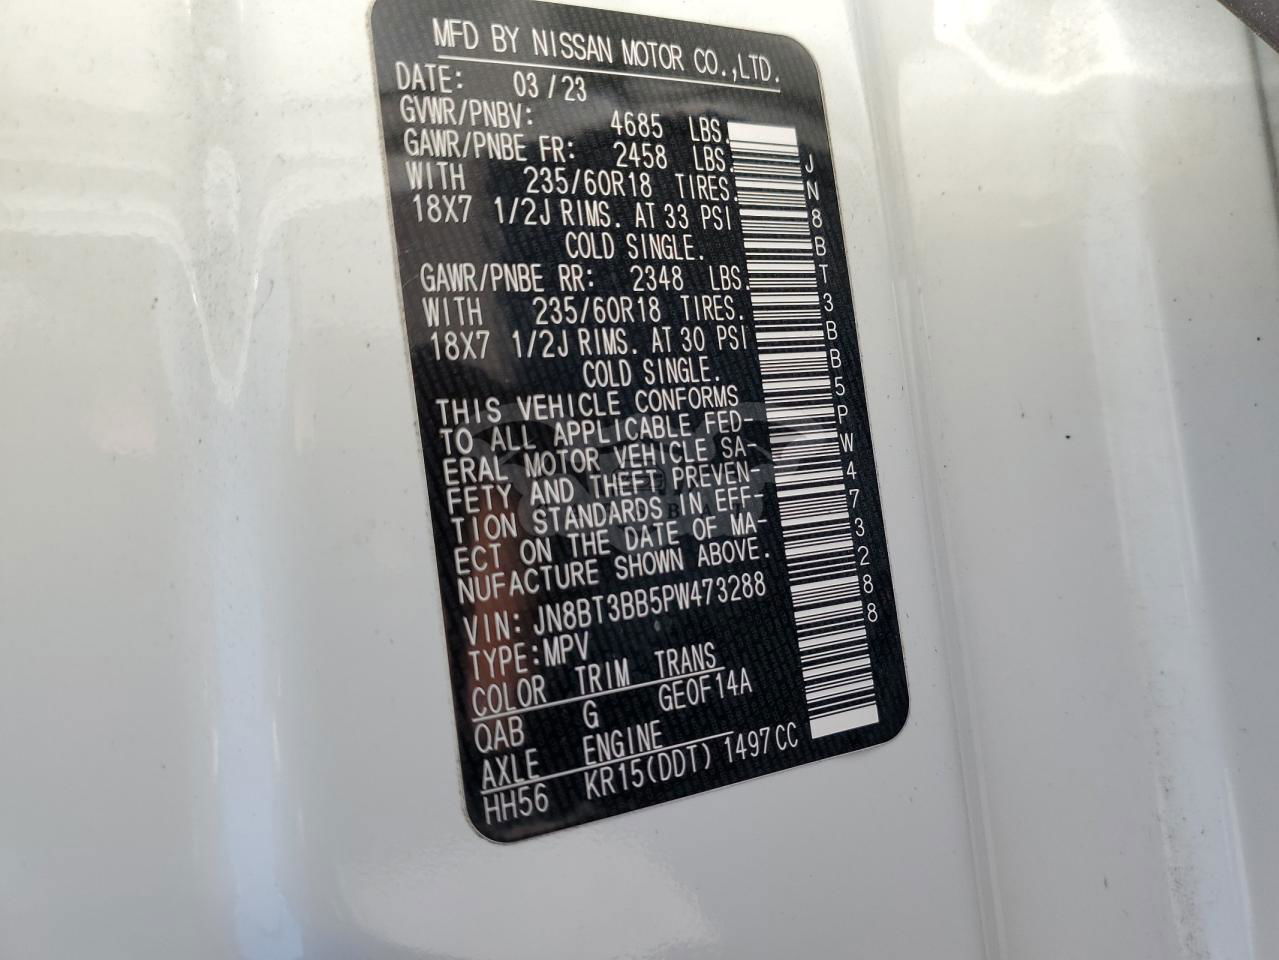 MFD BY NISSAN MOTOR CO.,LTD.
DATE: 03/23
GVWR/PNBV: 4685 LBS.
GAWR/PNBE FR: 2458 LBS.
WITH 235/60R18 TIRES.
18X7 1/2J RIMS. AT 33 PSI
COLD SINGLE.
GAWR/PNBE RR: 2348 LBS.
WITH 235/60R18 TIRES.
18X7 1/2J RIMS. AT 30 PSI
COLD SINGLE.
THIS VEHICLE CONFORMS
TO ALL APPLICABLE FED-
ERAL MOTOR VEHICLE SA-
FETY AND THEFT PREVEN-
TION STANDARDS IN EFF-
ECT ON THE DATE OF MA-
NUFACTURE SHOWN ABOVE.
VIN: JN8BT3BB5PW473288
TYPE:MPV
COLOR TRIM TRANS
QAB G GE0F14A
AXLE ENGINE
HH56 KR15(DDT) 1497CC
JN8BT3BB5PW473288